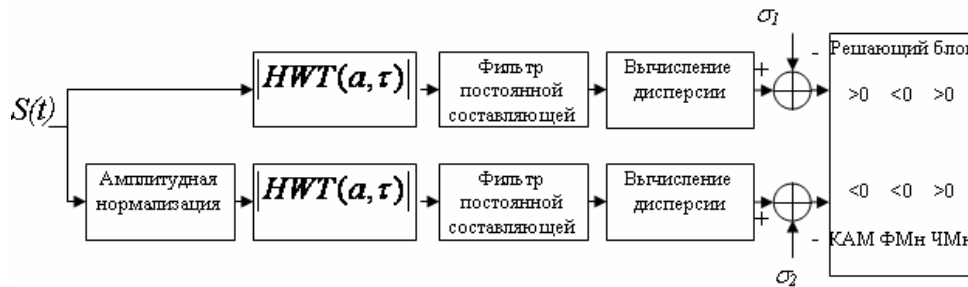 σ1
- Решающий блок
|HWT(a,τ)|
Фильтр
постоянной
составляющей
Вычисление
дисперсии
+
>0 <0 >0
S(t)
Амплитудная
нормализация
|HWT(a,τ)|
Фильтр
постоянной
составляющей
Вычисление
дисперсии
+
<0 <0 >0
- КАМ ФМн ЧМн
σ2